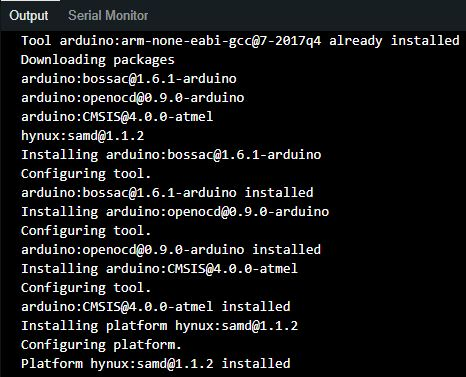 Output Serial Monitor
Tool arduino:arm-none-eabi-gcc@7-2017q4 already installed
Downloading packages
arduino:bossac@1.6.1-arduino
arduino:openocd@0.9.0-arduino
arduino:CMSIS@4.0.0-atmel
hynux:samd@1.1.2
Installing arduino:bossac@1.6.1-arduino
Configuring tool.
arduino:bossac@1.6.1-arduino installed
Installing arduino:openocd@0.9.0-arduino
Configuring tool.
arduino:openocd@0.9.0-arduino installed
Installing arduino:CMSIS@4.0.0-atmel
Configuring tool.
arduino:CMSIS@4.0.0-atmel installed
Installing platform hynux:samd@1.1.2
Configuring platform.
Platform hynux:samd@1.1.2 installed